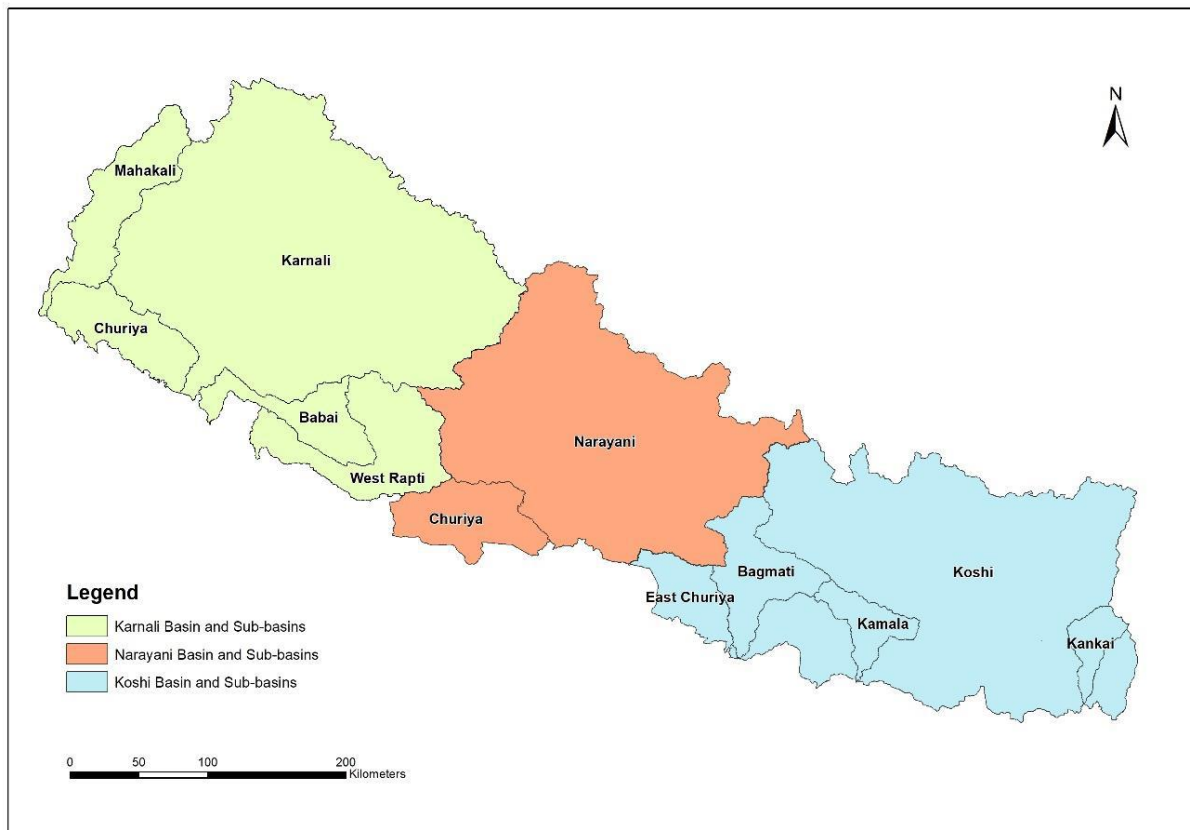 N
Mahakali
Karnali
Churiya
Babai
Narayani
West Rapti
Churiya
Bagmati
Koshi
East Churiya
Kamala
Kankai
Legend
Karnali Basin and Sub-basins
Narayani Basin and Sub-basins
Koshi Basin and Sub-basins
0 50 100 200
Kilometers